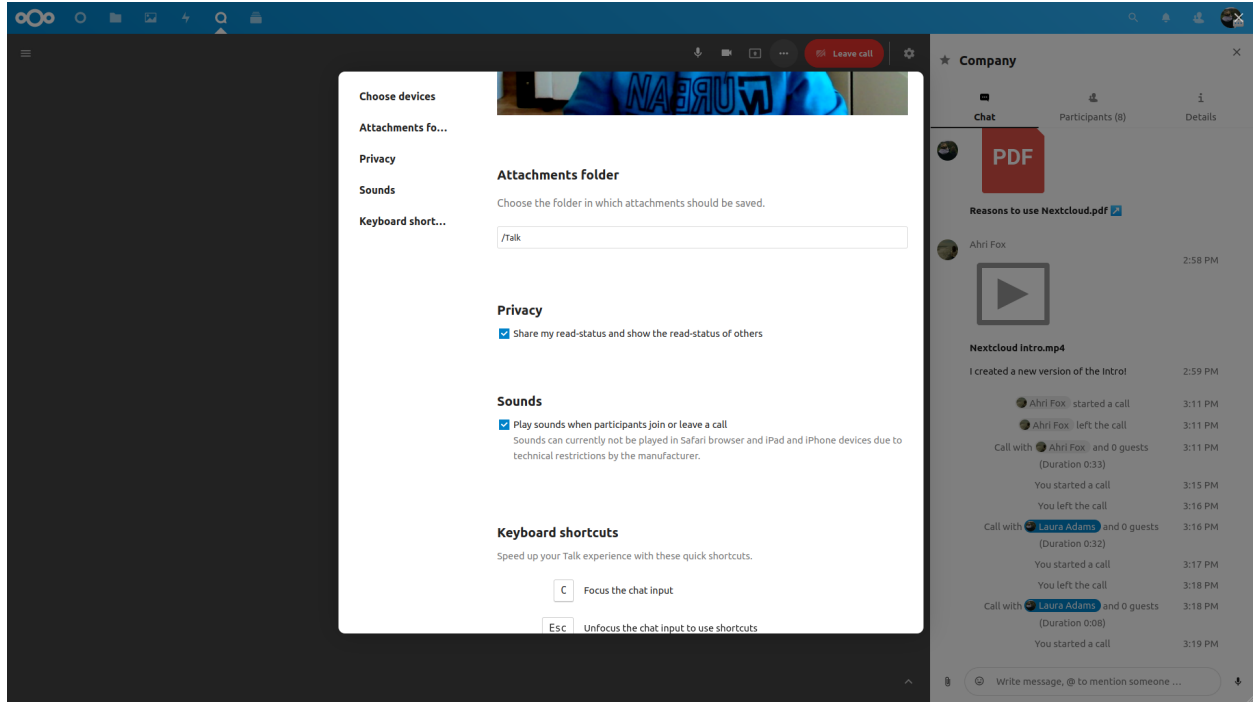 Leave call
Choose devices
Attachments fo...
Privacy
Sounds
Keyboard short...
NABRUN
Attachments folder
Choose the folder in which attachments should be saved.
/Talk
Privacy
Share my read-status and show the read-status of others
Sounds
Play sounds when participants join or leave a call
Sounds can currently not be played in Safari browser and iPad and iPhone devices due to
technical restrictions by the manufacturer.
Keyboard shortcuts
Speed up your Talk experience with these quick shortcuts.
C Focus the chat input
Esc Unfocus the chat input to use shortcuts
Company
Chat Participants (8) Details
PDF
Reasons to use Nextcloud.pdf
Ahri Fox
2:58 PM
Nextcloud intro.mp4
I created a new version of the Intro! 2:59 PM
Ahri Fox started a call 3:11 PM
Ahri Fox left the call 3:11 PM
Call with Ahri Fox and 0 guests 3:11 PM
(Duration 0:33)
You started a call 3:15 PM
You left the call 3:16 PM
Call with Laura Adams and 0 guests 3:16 PM
(Duration 0:32)
You started a call 3:17 PM
You left the call 3:18 PM
Call with Laura Adams and 0 guests 3:18 PM
(Duration 0:08)
You started a call 3:19 PM
Write message, @ to mention someone ...